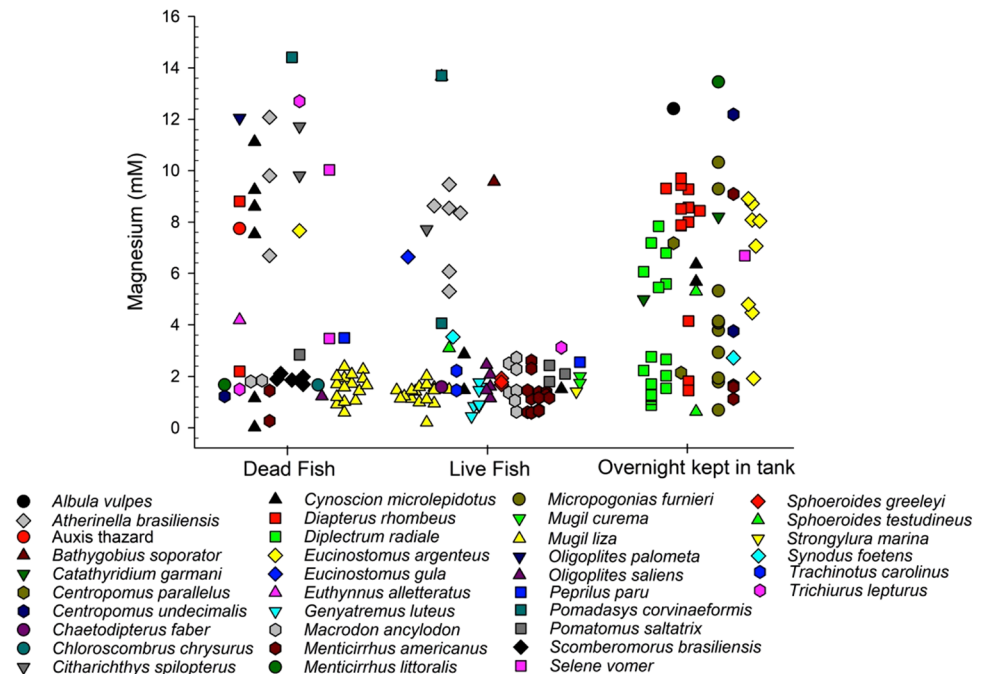 16
14
12
10
8
6
4
2
0
Magnesium (mM)
Dead Fish
Live Fish
Overnight kept in tank
Albula vulpes
Atherinella brasiliensis
Auxis thazard
Bathygobius soporator
Catathyridium garmani
Centropomus parallelus
Centropomus undecimalis
Chaetodipterus faber
Chloroscombrus chrysurus
Citharichthys spilopterus
Cynoscion microlepidotus
Diapterus rhombeus
Diplectrum radiale
Eucinostomus argenteus
Eucinostomus gula
Euthynnus alletteratus
Genyatremus luteus
Macrodon ancylodon
Menticirrhus americanus
Menticirrhus littoralis
Micropogonias furnieri
Mugil curema
Mugil liza
Oligoplites palometa
Oligoplites saliens
Peprilus paru
Pomadasys corvinaeformis
Pomatomus saltatrix
Scomberomorus brasiliensis
Selene vomer
Sphoeroides greeleyi
Sphoeroides testudineus
Strongylura marina
Synodus foetens
Trachinotus carolinus
Trichiurus lepturus